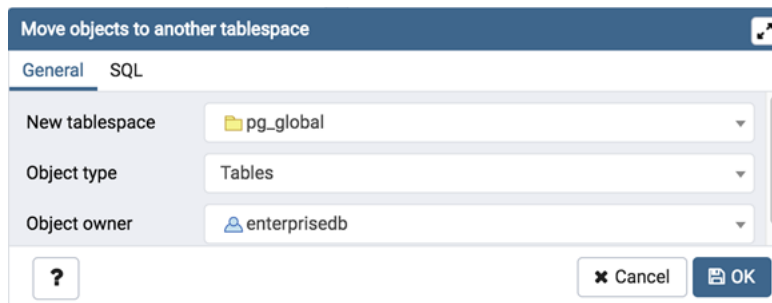 Move objects to another tablespace
General SQL
New tablespace pg_global
Object type Tables
Object owner enterprisedb
? Cancel OK